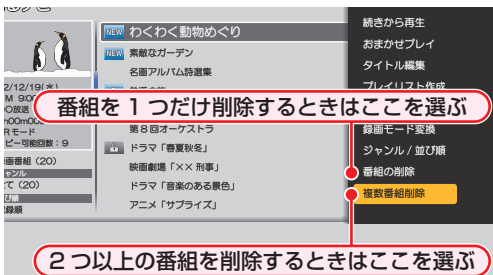 NEW わくわく動物めぐり
NEW 素敵なガーデン
名画アルバム詩選集
2/12/19(水)
番組を1つだけ削除するときはここを選ぶ
Rモード
ピー可能回数:9
第8回オーケストラ
ドラマ「春夏秋冬」
画番組(20)
映画劇場「××刑事」
ャンル
て(20)
ドラマ「音楽のある景色」
び順
録順
アニメ「サプライズ」
続きから再生
おまかせプレイ
タイトル編集
プレイリスト作成
録画モード変換
ジャンル/並び順
番組の削除
複数番組削除
2つ以上の番組を削除するときはここを選ぶ